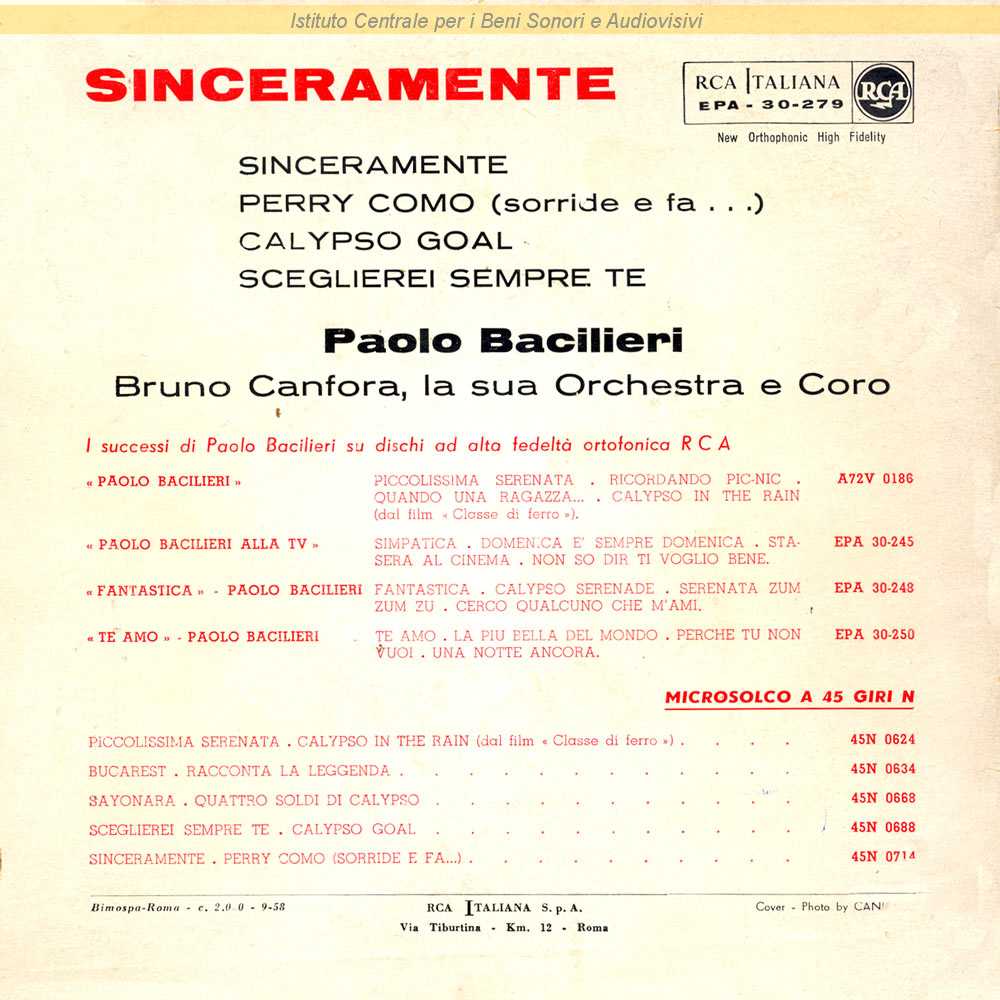 Istituto Centrale per i Beni Sonori e Audiovisivi
SINCERAMENTE
RCA ITALIANA
EPA - 30-279
RCA
New Orthophonic High Fidelity
SINCERAMENTE
PERRY COMO (sorride e fa . . .)
CALYPSO GOAL
SCEGLIEREI SEMPRE TE
Paolo Bacilieri
Bruno Canfora, la sua Orchestra e Coro
I successi di Paolo Bacilieri su dischi ad alta fedeltà ortofonica RCA
« PAOLO BACILIERI » PICCOLISSIMA SERENATA . RICORDANDO PIC-NIC . A72V 0186
QUANDO UNA RAGAZZA... . CALYPSO IN THE RAIN
(dal film « Classe di ferro »).
« PAOLO BACILIERI ALLA TV » SIMPATICA . DOMENICA E' SEMPRE DOMENICA . STA- EPA 30-245
SERA AL CINEMA . NON SO DIR TI VOGLIO BENE.
« FANTASTICA » - PAOLO BACILIERI FANTASTICA . CALYPSO SERENADE . SERENATA ZUM EPA 30-248
ZUM ZU . CERCO QUALCUNO CHE M'AMI.
« TE AMO » - PAOLO BACILIERI TE AMO . LA PIU BELLA DEL MONDO . PERCHE TU NON EPA 30-250
VUOI . UNA NOTTE ANCORA.
MICROSOLCO A 45 GIRI N
PICCOLISSIMA SERENATA . CALYPSO IN THE RAIN (dal film « Classe di ferro ») . . . . 45N 0624
BUCAREST . RACCONTA LA LEGGENDA . . . . . . . . . . . 45N 0634
SAYONARA . QUATTRO SOLDI DI CALYPSO . . . . . . . . . . 45N 0668
SCEGLIEREI SEMPRE TE . CALYPSO GOAL . . . . . . . . . . 45N 0688
SINCERAMENTE . PERRY COMO (SORRIDE E FA...) . . . . . . . . . 45N 0714
Bimospa-Roma - c. - 9-58 RCA ITALIANA S.p.A. Cover - Photo by
Via Tiburtina - Km. 12 - Roma